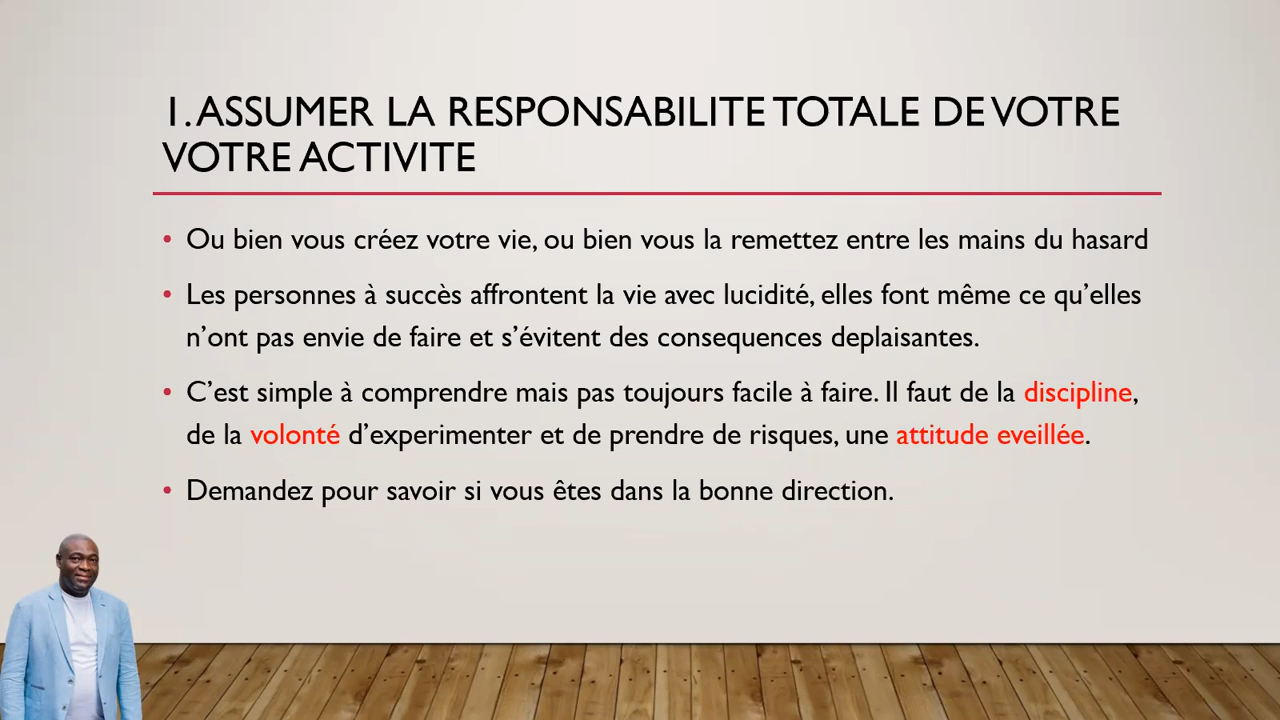 1. ASSUMER LA RESPONSABILITE TOTALE DE VOTRE
VOTRE ACTIVITE
• Ou bien vous créez votre vie, ou bien vous la remettez entre les mains du hasard
• Les personnes à succès affrontent la vie avec lucidité, elles font même ce qu’elles
n’ont pas envie de faire et s’évitent des consequences deplaisantes.
• C’est simple à comprendre mais pas toujours facile à faire. Il faut de la discipline,
de la volonté d’experimenter et de prendre de risques, une attitude eveillée.
• Demandez pour savoir si vous êtes dans la bonne direction.